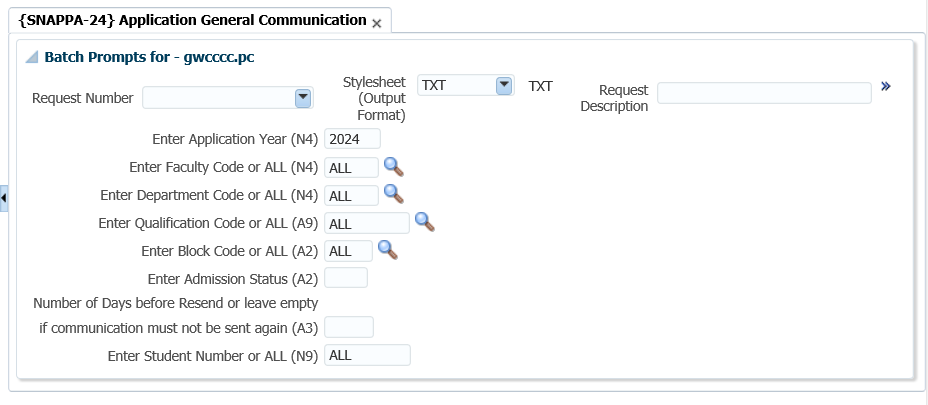 {SNAPPA-24} Application General Communication ×
Batch Prompts for - gwcccc.pc
Request Number
Stylesheet (Output Format) TXT TXT
Request Description »
Enter Application Year (N4) 2024
Enter Faculty Code or ALL (N4) ALL
Enter Department Code or ALL (N4) ALL
Enter Qualification Code or ALL (A9) ALL
Enter Block Code or ALL (A2) ALL
Enter Admission Status (A2)
Number of Days before Resend or leave empty
if communication must not be sent again (A3)
Enter Student Number or ALL (N9) ALL